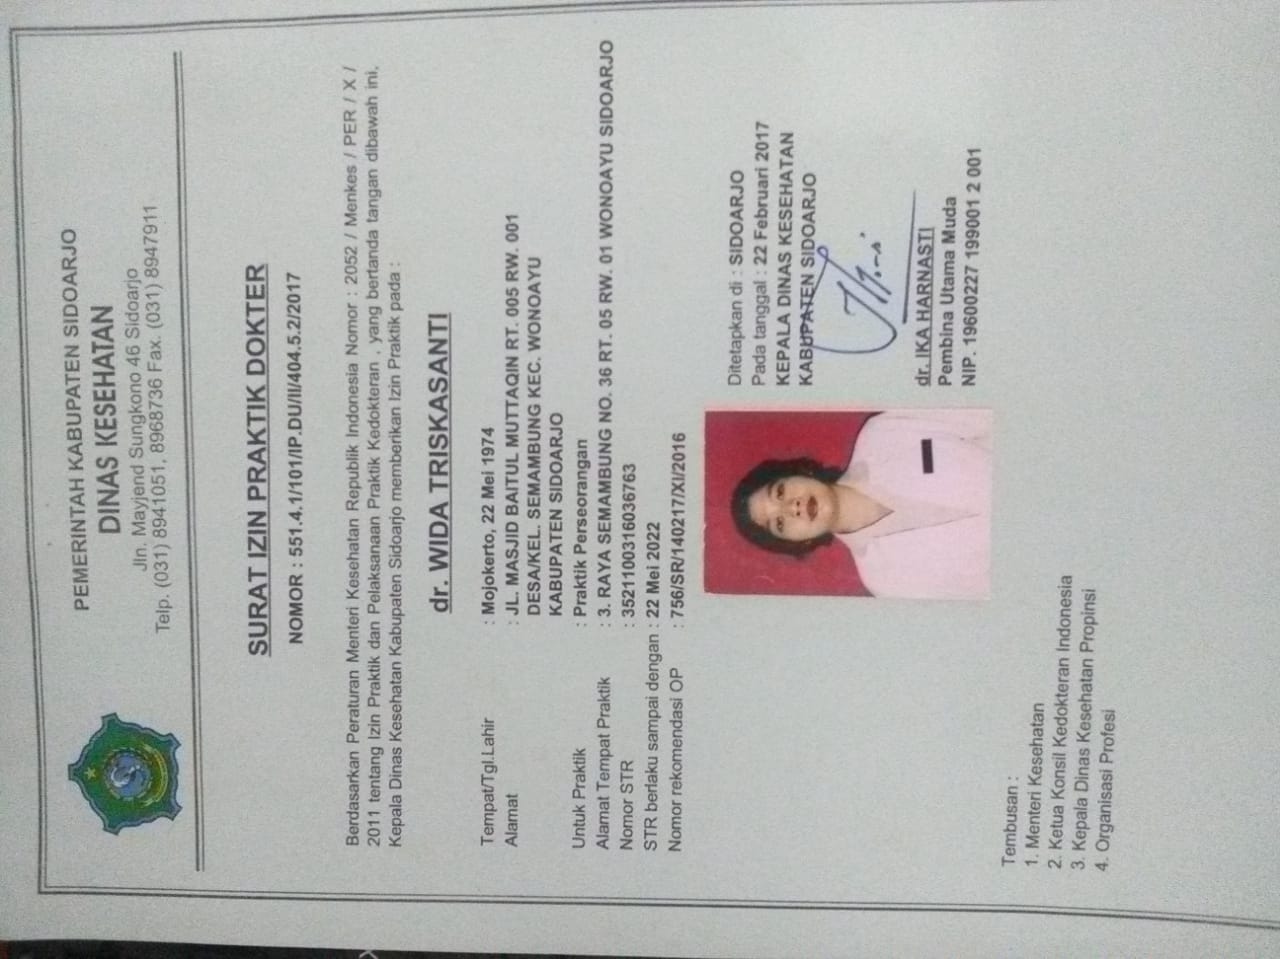 PEMERINTAH KABUPATEN SIDOARJO
DINAS KESEHATAN
Jln. Mayjend Sungkono 46 Sidoarjo
Telp. (031) 8941051, 8968736 Fax. (031) 8947911
SURAT IZIN PRAKTIK DOKTER
NOMOR : 551.4.1/101/IP.DU/II/404.5.2/2017
Berdasarkan Peraturan Menteri Kesehatan Republik Indonesia Nomor : 2052 / Menkes / PER / X /
2011 tentang Izin Praktik dan Pelaksanaan Praktik Kedokteran , yang bertanda tangan dibawah ini,
Kepala Dinas Kesehatan Kabupaten Sidoarjo memberikan Izin Praktik pada :
dr. WIDA TRISKASANTI
Tempat/Tgl.Lahir : Mojokerto, 22 Mei 1974
Alamat : JL. MASJID BAITUL MUTTAQIN RT. 005 RW. 001
DESA/KEL. SEMAMBUNG KEC. WONOAYU
KABUPATEN SIDOARJO
Untuk Praktik : Praktik Perseorangan
Alamat Tempat Praktik : 3. RAYA SEMAMBUNG NO. 36 RT. 05 RW. 01 WONOAYU SIDOARJO
Nomor STR : 3521100316036763
STR berlaku sampai dengan : 22 Mei 2022
Nomor rekomendasi OP : 756/SR/140217/XI/2016
Ditetapkan di : SIDOARJO
Pada tanggal : 22 Februari 2017
KEPALA DINAS KESEHATAN
KABUPATEN SIDOARJO
dr. IKA HARNASTI
Pembina Utama Muda
NIP. 19600227 199001 2 001
Tembusan :
1. Menteri Kesehatan
2. Ketua Konsil Kedokteran Indonesia
3. Kepala Dinas Kesehatan Propinsi
4. Organisasi Profesi